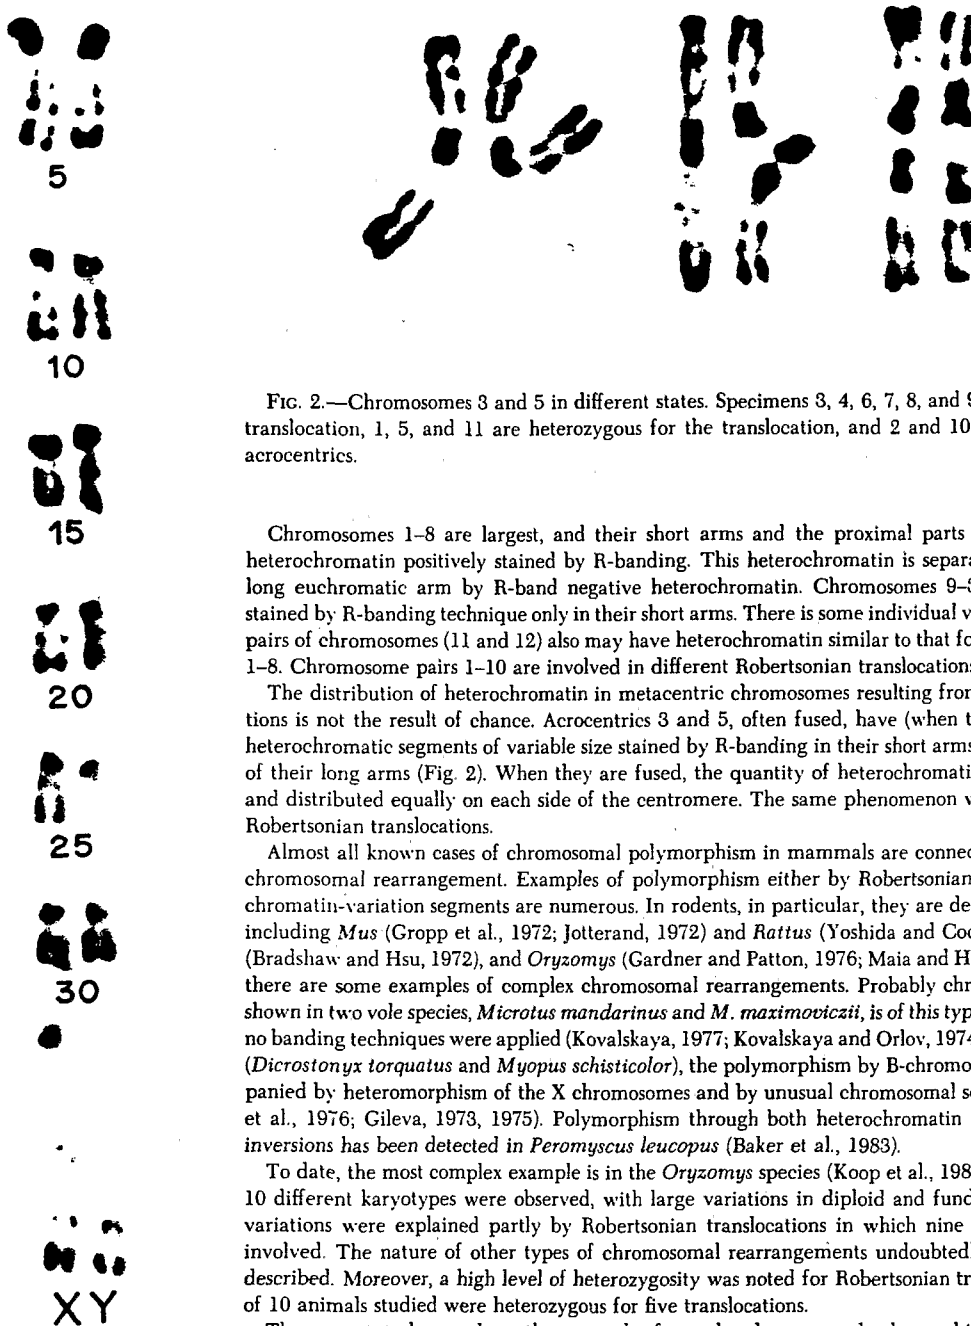 5
10
15
20
25
30
X Y
FIG. 2.—Chromosomes 3 and 5 in different states. Specimens 3, 4, 6, 7, 8, and
translocation, 1, 5, and 11 are heterozygous for the translocation, and 2 and 10
acrocentrics.
Chromosomes 1–8 are largest, and their short arms and the proximal parts
heterochromatin positively stained by R-banding. This heterochromatin is
long euchromatic arm by R-band negative heterochromatin. Chromosomes
stained by R-banding technique only in their short arms. There is some individual
pairs of chromosomes (11 and 12) also may have heterochromatin similar to that
1–8. Chromosome pairs 1–10 are involved in different Robertsonian
The distribution of heterochromatin in metacentric chromosomes resulting
tions is not the result of chance. Acrocentrics 3 and 5, often fused, have (when
heterochromatic segments of variable size stained by R-banding in their short arms
of their long arms (Fig. 2). When they are fused, the quantity of
and distributed equally on each side of the centromere. The same phenomenon
Robertsonian translocations.
Almost all known cases of chromosomal polymorphism in mammals are
chromosomal rearrangement. Examples of polymorphism either by Robertsonian
chromatin-variation segments are numerous. In rodents, in particular, they are
including Mus (Gropp et al., 1972; Jotterand, 1972) and Rattus (Yoshida and
(Bradshaw and Hsu, 1972), and Oryzomys (Gardner and Patton, 1976; Maia and
there are some examples of complex chromosomal rearrangements. Probably
shown in two vole species, Microtus mandarinus and M. maximoviczii, is of this
no banding techniques were applied (Kovalskaya, 1977; Kovalskaya and Orlov,
(Dicrostonyx torquatus and Myopus schisticolor), the polymorphism by
panied by heteromorphism of the X chromosomes and by unusual chromosomal
et al., 1976; Gileva, 1973, 1975). Polymorphism through both heterochromatin
inversions has been detected in Peromyscus leucopus (Baker et al., 1983).
To date, the most complex example is in the Oryzomys species (Koop et al.,
10 different karyotypes were observed, with large variations in diploid and
variations were explained partly by Robertsonian translocations in which nine
involved. The nature of other types of chromosomal rearrangements
described. Moreover, a high level of heterozygosity was noted for Robertsonian
of 10 animals studied were heterozygous for five translocations.